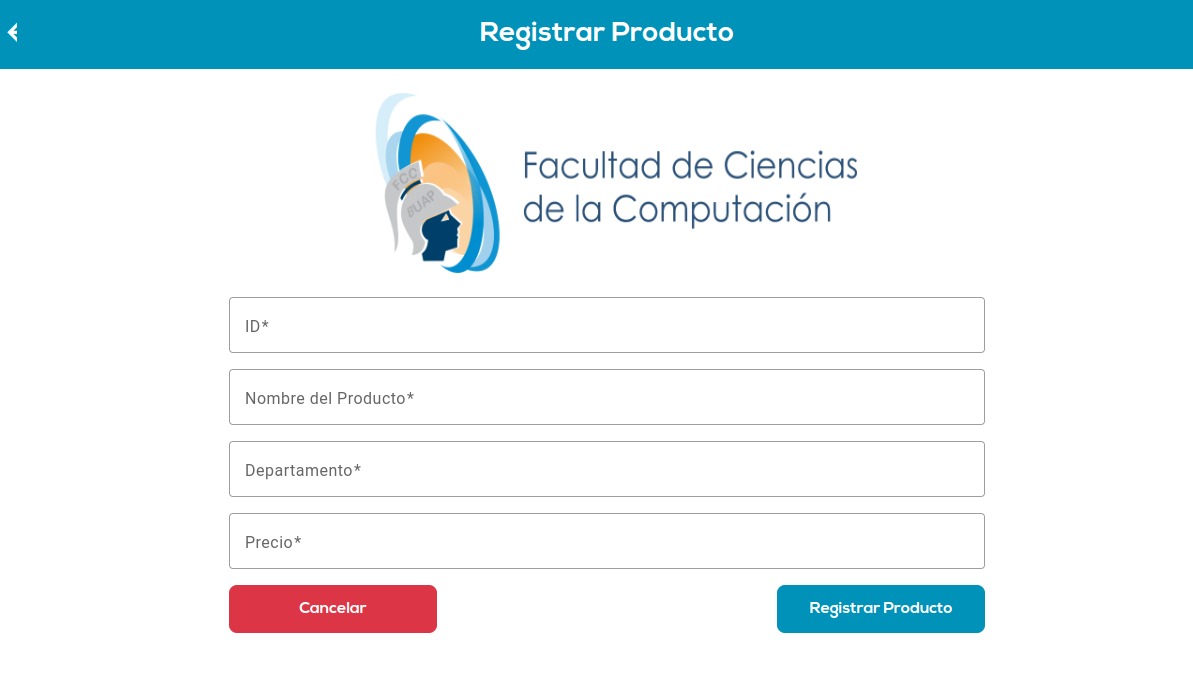 Registrar Producto
FCC
BUAP
Facultad de Ciencias
de la Computación
ID*
Nombre del Producto*
Departamento*
Precio*
Cancelar
Registrar Producto